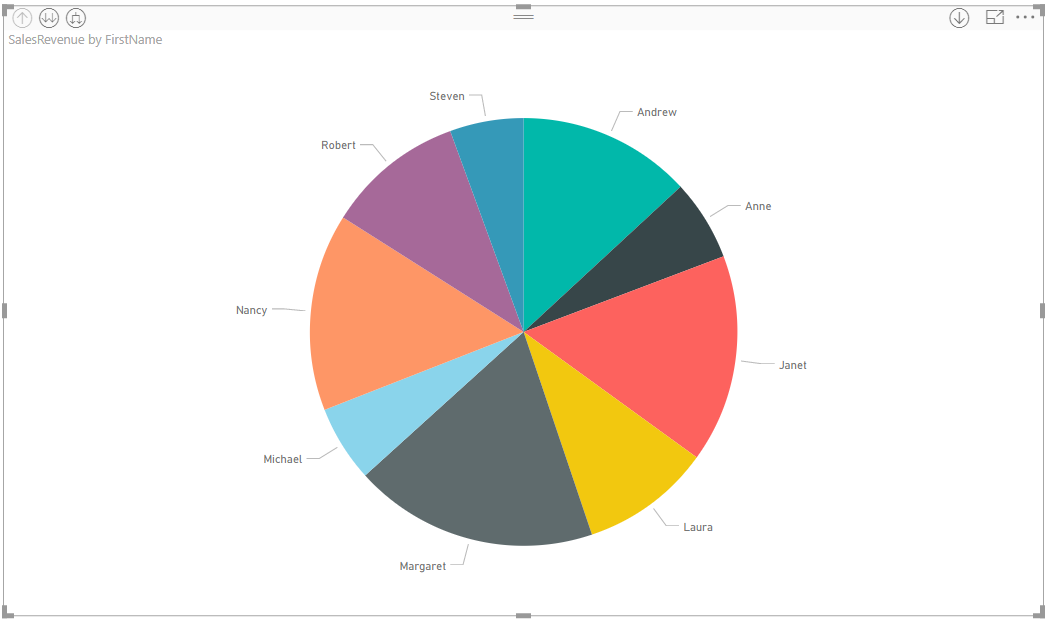 SalesRevenue by FirstName
Steven
Andrew
Robert
Anne
Nancy
Janet
Michael
Laura
Margaret